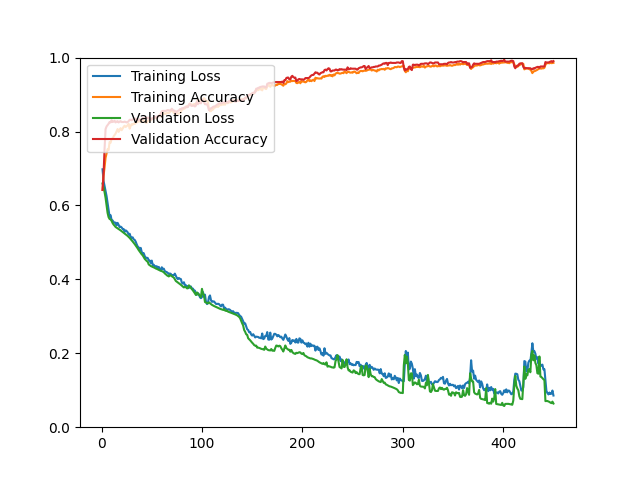 Training Loss
Training Accuracy
Validation Loss
Validation Accuracy
1.0
0.8
0.6
0.4
0.2
0.0
0 100 200 300 400